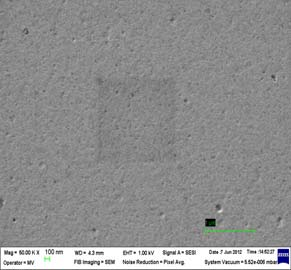 Mag = 50.00 K X
100 nm
WD = 4.3 mm
EHT = 1.00 kV
Signal A = SESI
Date :7 Jun 2012
Time :14:52:27
Operator = MV
FIB Imaging = SEM
Noise Reduction = Pixel Avg.
System Vacuum = 5.52e-006 mbar
ZEISS